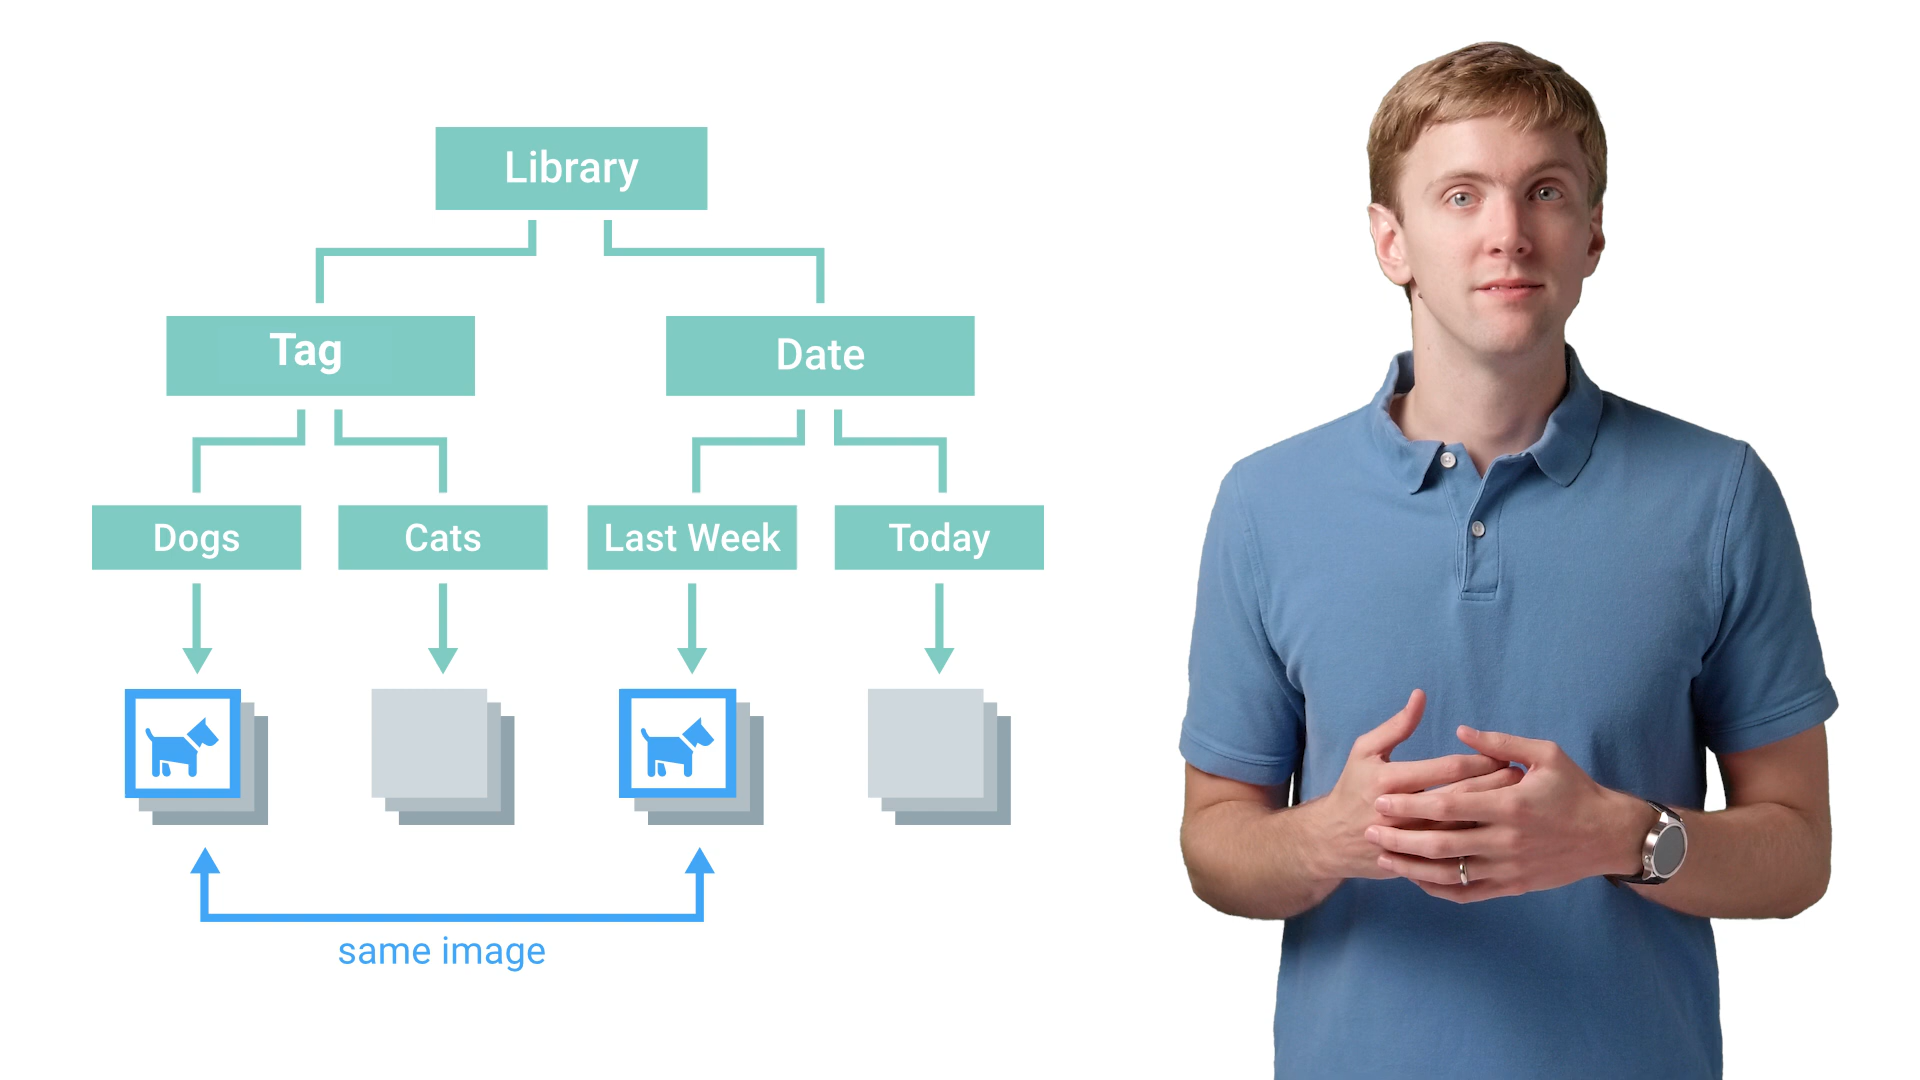 Library
Tag
Date
Dogs
Cats
Last Week
Today
same image